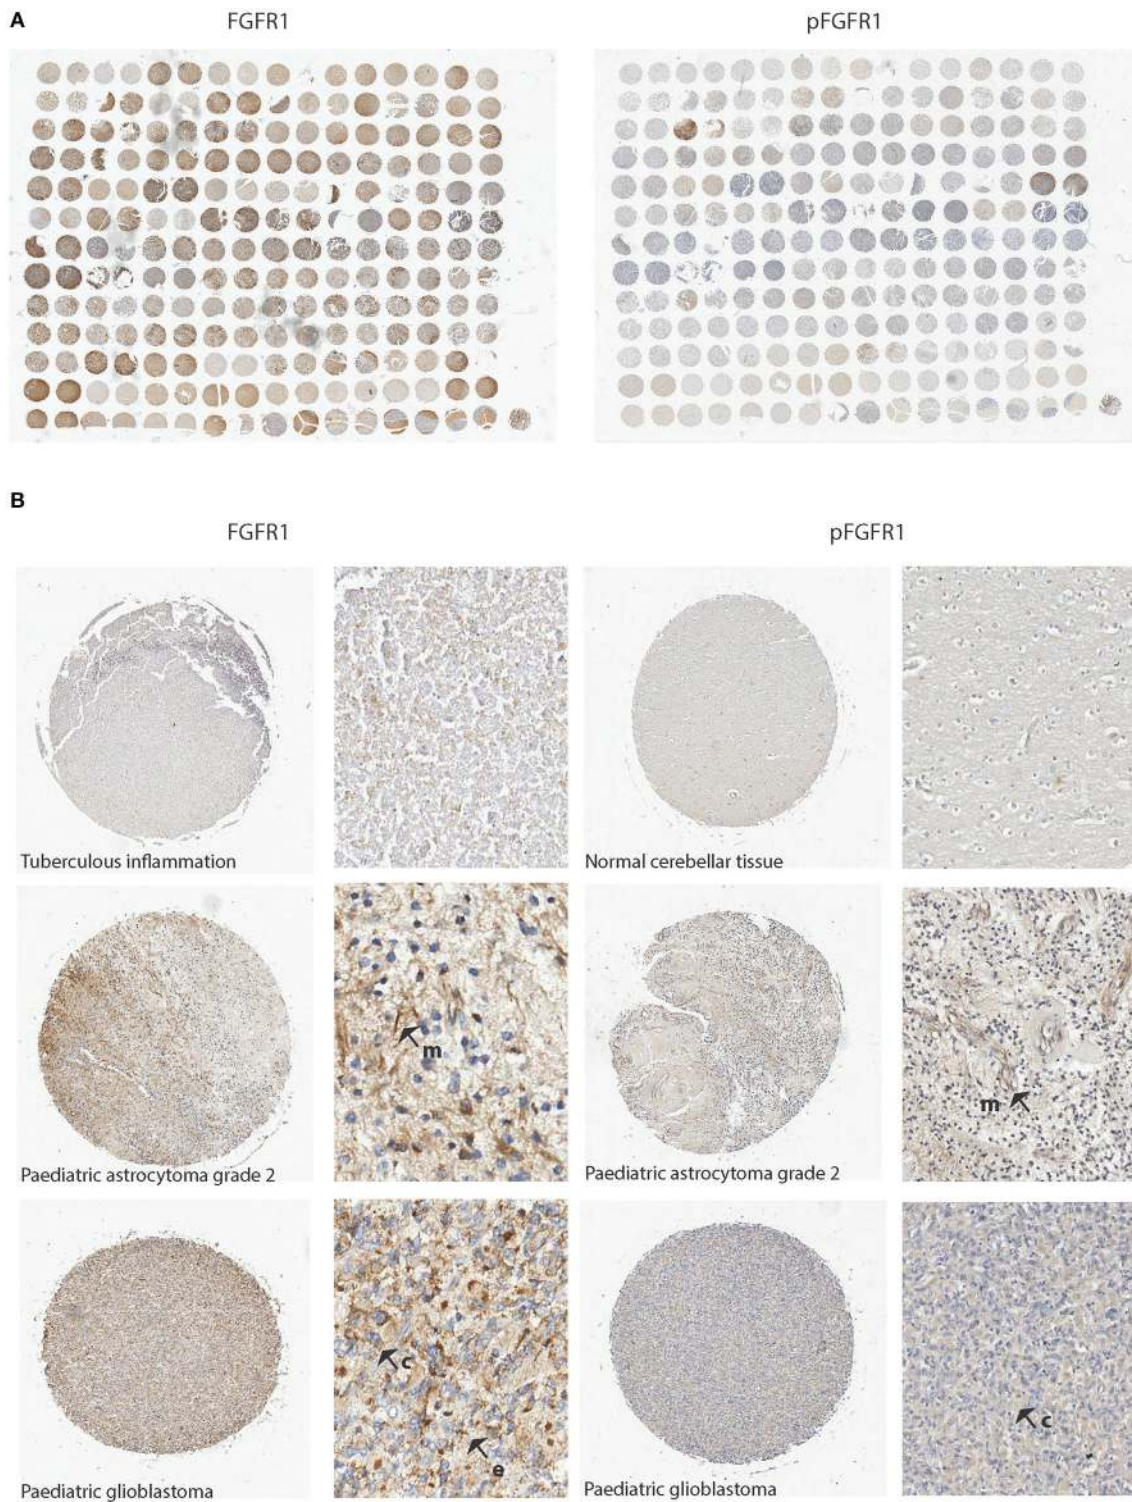 A
FGFR1
pFGFR1
B
FGFR1
pFGFR1
Tuberculous inflammation
Normal cerebellar tissue
m
m
Paediatric astrocytoma grade 2
Paediatric astrocytoma grade 2
c
e
c
Paediatric glioblastoma
Paediatric glioblastoma